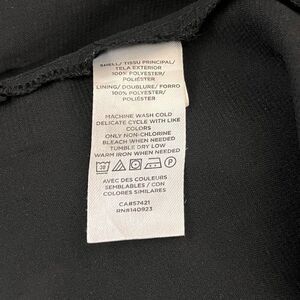 SHELL/ TISSU PRINCIPAL/
TELA EXTERIOR
100% POLYESTER/
POLIÉSTER
LINING/ DOUBLURE/ FORRO
100% POLYESTER/
POLIÉSTER
MACHINE WASH COLD
DELICATE CYCLE WITH LIKE
COLORS
ONLY NON-CHLORINE
BLEACH WHEN NEEDED
TUMBLE DRY LOW
WARM IRON WHEN NEEDED
AVEC DES COULEURS
SEMBLABLES / CON
COLORES SIMILARES
CA#57421
RN#140923